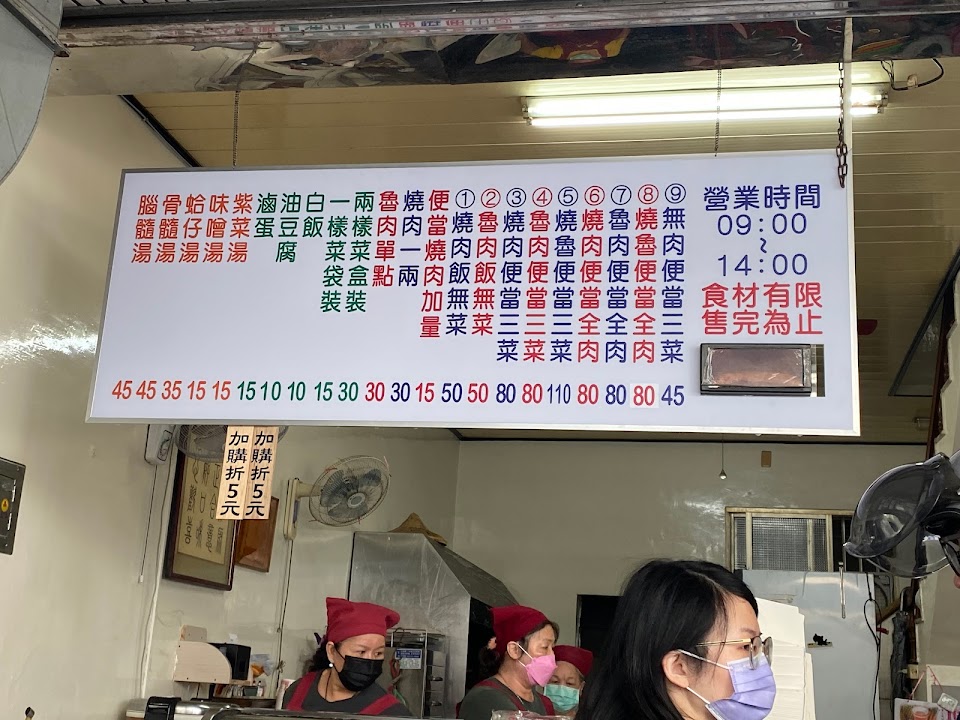 營業時間
09:00
~
14:00
食材有限
售完為止
⑨無肉便當三菜 45
⑧燒魯便當全肉 80
⑦魯肉便當全肉 80
⑥燒肉便當全肉 80
⑤燒魯便當三菜 110
④魯肉便當三菜 80
③燒肉便當三菜 80
②魯肉飯無菜 50
①燒肉飯無菜 50
便當燒肉加量 15
燒肉一兩 30
魯肉單點 30
兩樣菜盒裝 30
一樣菜袋裝 15
白飯 10
油豆腐 10
滷蛋 15
紫菜湯 15
味噌湯 15
蛤仔湯 35
骨髓湯 45
腦髓湯 45
加購折5元
加購折5元